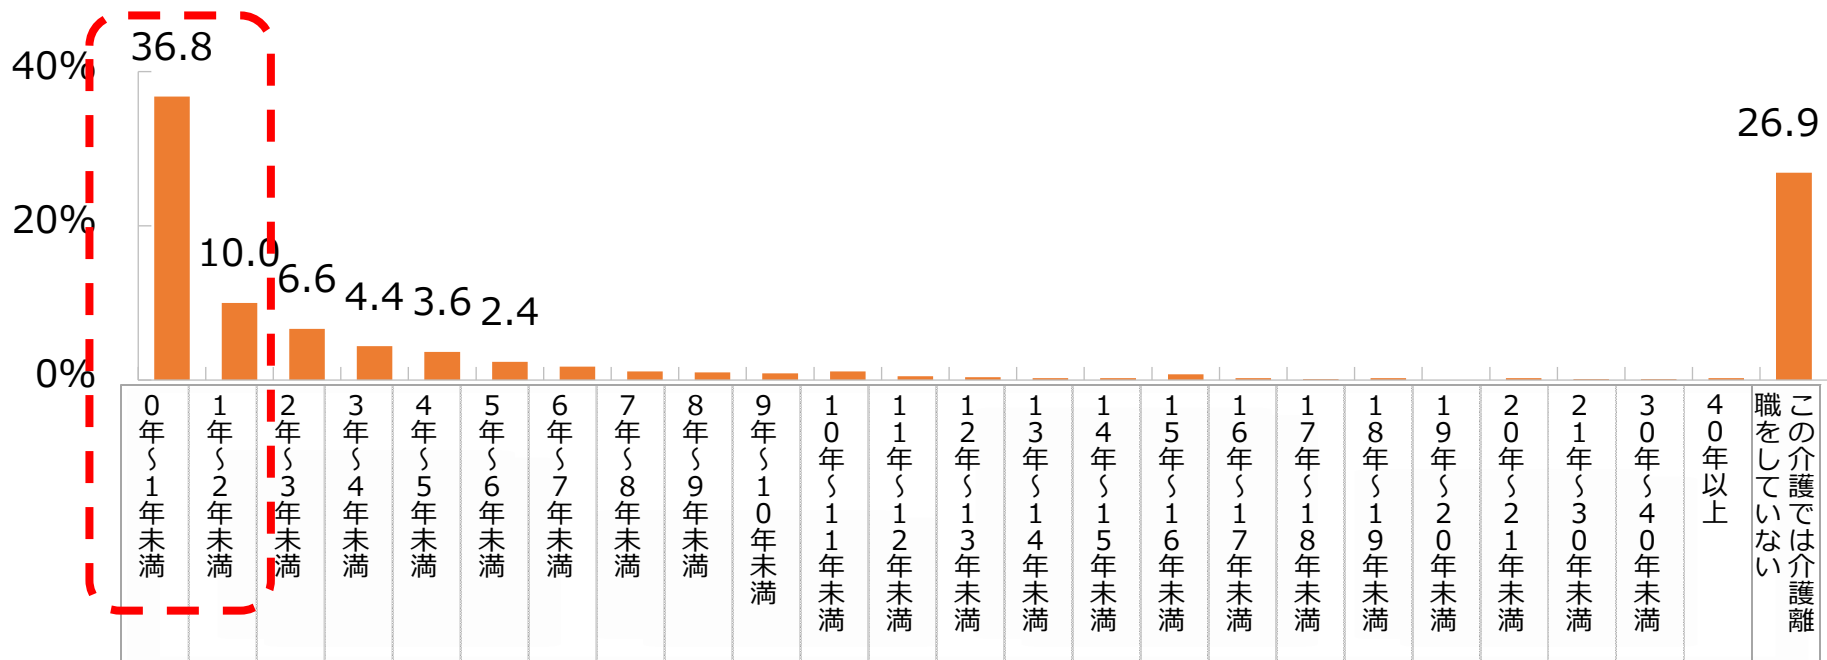 40%
20%
0%
36.8
10.0
6.6
4.4
3.6
2.4
26.9
0年～1年未満
1年～2年未満
2年～3年未満
3年～4年未満
4年～5年未満
5年～6年未満
6年～7年未満
7年～8年未満
8年～9年未満
9年～10年未満
10年～11年未満
11年～12年未満
12年～13年未満
13年～14年未満
14年～15年未満
15年～16年未満
16年～17年未満
17年～18年未満
18年～19年未満
19年～20年未満
20年～21年未満
21年～30年未満
30年～40年未満
40年以上
この介護では介護離
職をしていない